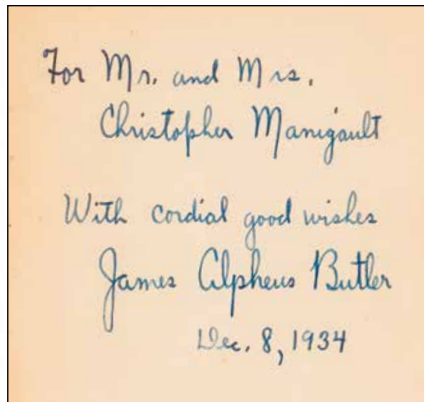 For Mr. and Mrs.
Christopher Manigault
With cordial good wishes
James Alpheus Butler
Dec. 8, 1934